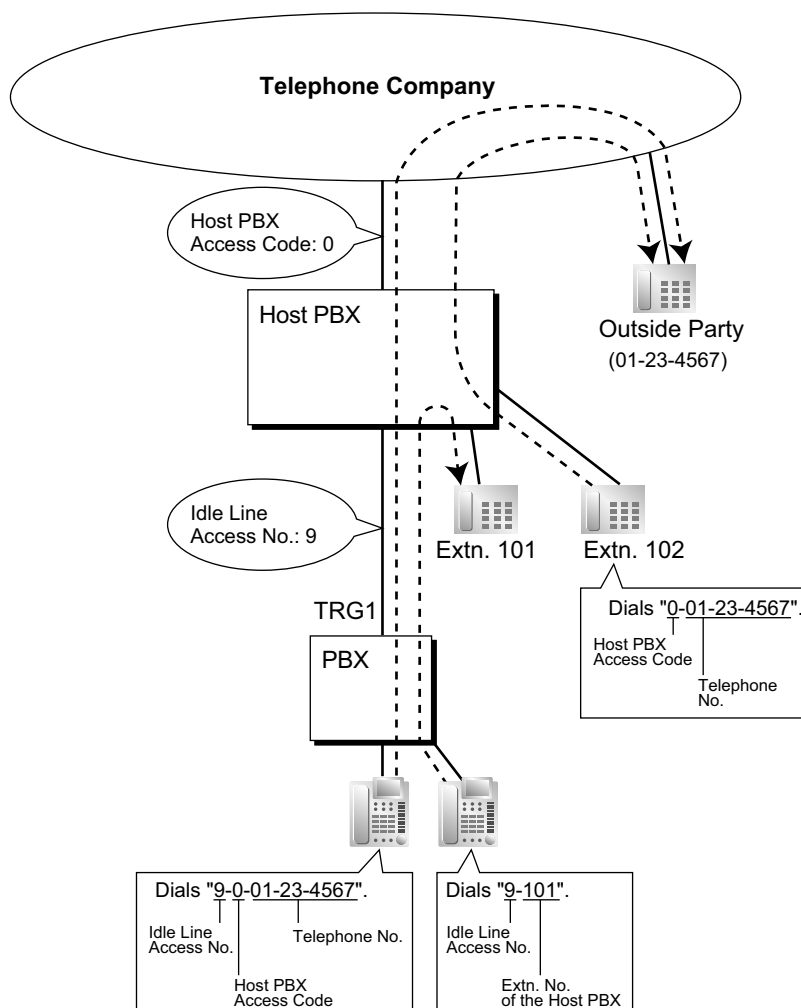 Telephone Company
Host PBX
Access Code: 0
Host PBX
Outside Party
(01-23-4567)
Idle Line
Access No.: 9
Extn. 101
Extn. 102
Dials "0-01-23-4567".
Host PBX
Access Code
Telephone
No.
TRG1
PBX
Dials "9-0-01-23-4567".
Idle Line
Access No.
Telephone No.
Host PBX
Access Code
Dials "9-101".
Idle Line
Access No.
Extn. No.
of the Host PBX